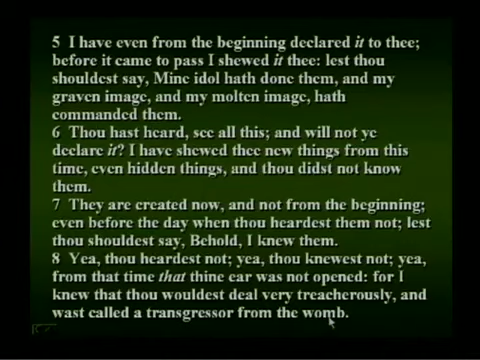 5 I have even from the beginning declared it to thee;
before it came to pass I shewed it thee: lest thou
shouldest say, Mine idol hath done them, and my
graven image, and my molten image, hath
commanded them.
6 Thou hast heard, see all this; and will not ye
declare it? I have shewed thee new things from this
time, even hidden things, and thou didst not know
them.
7 They are created now, and not from the beginning;
even before the day when thou heardest them not; lest
thou shouldest say, Behold, I knew them.
8 Yea, thou heardest not; yea, thou knewest not; yea,
from that time that thine ear was not opened: for I
knew that thou wouldest deal very treacherously, and
wast called a transgressor from the womb.